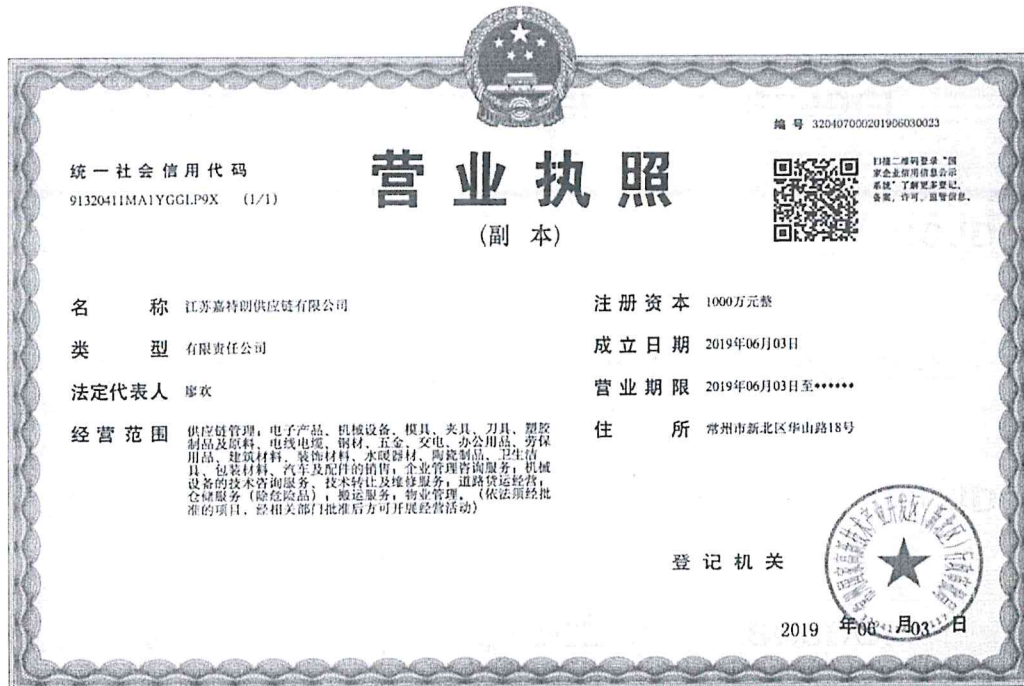 编号 320407000201906030023
统一社会信用代码
91320411MA1YGGLP9X (1/1)
营业执照
(副 本)
扫描二维码登录“国
家企业信用信息公示
系统”了解更多登记、
备案、许可、监管信息。
名称 江苏嘉特朗供应链有限公司
类型 有限责任公司
法定代表人 廖欢
经营范围 供应链管理;电子产品、机械设备、模具、夹具、刀具、塑胶
制品及原料、电线电缆、钢材、五金、交电、办公用品、劳保
用品、建筑材料、装饰材料、水暖器材、陶瓷制品、卫生洁
具、包装材料、汽车及配件的销售;企业管理咨询服务;机械
设备的技术咨询服务、技术转让及维修服务;道路货运经营;
仓储服务(除危险品);搬运服务;物业管理。(依法须经批
准的项目,经相关部门批准后方可开展经营活动)
注册资本 1000万元整
成立日期 2019年06月03日
营业期限 2019年06月03日至******
住所 常州市新北区华山路18号
登记机关
2019 年06 月03 日